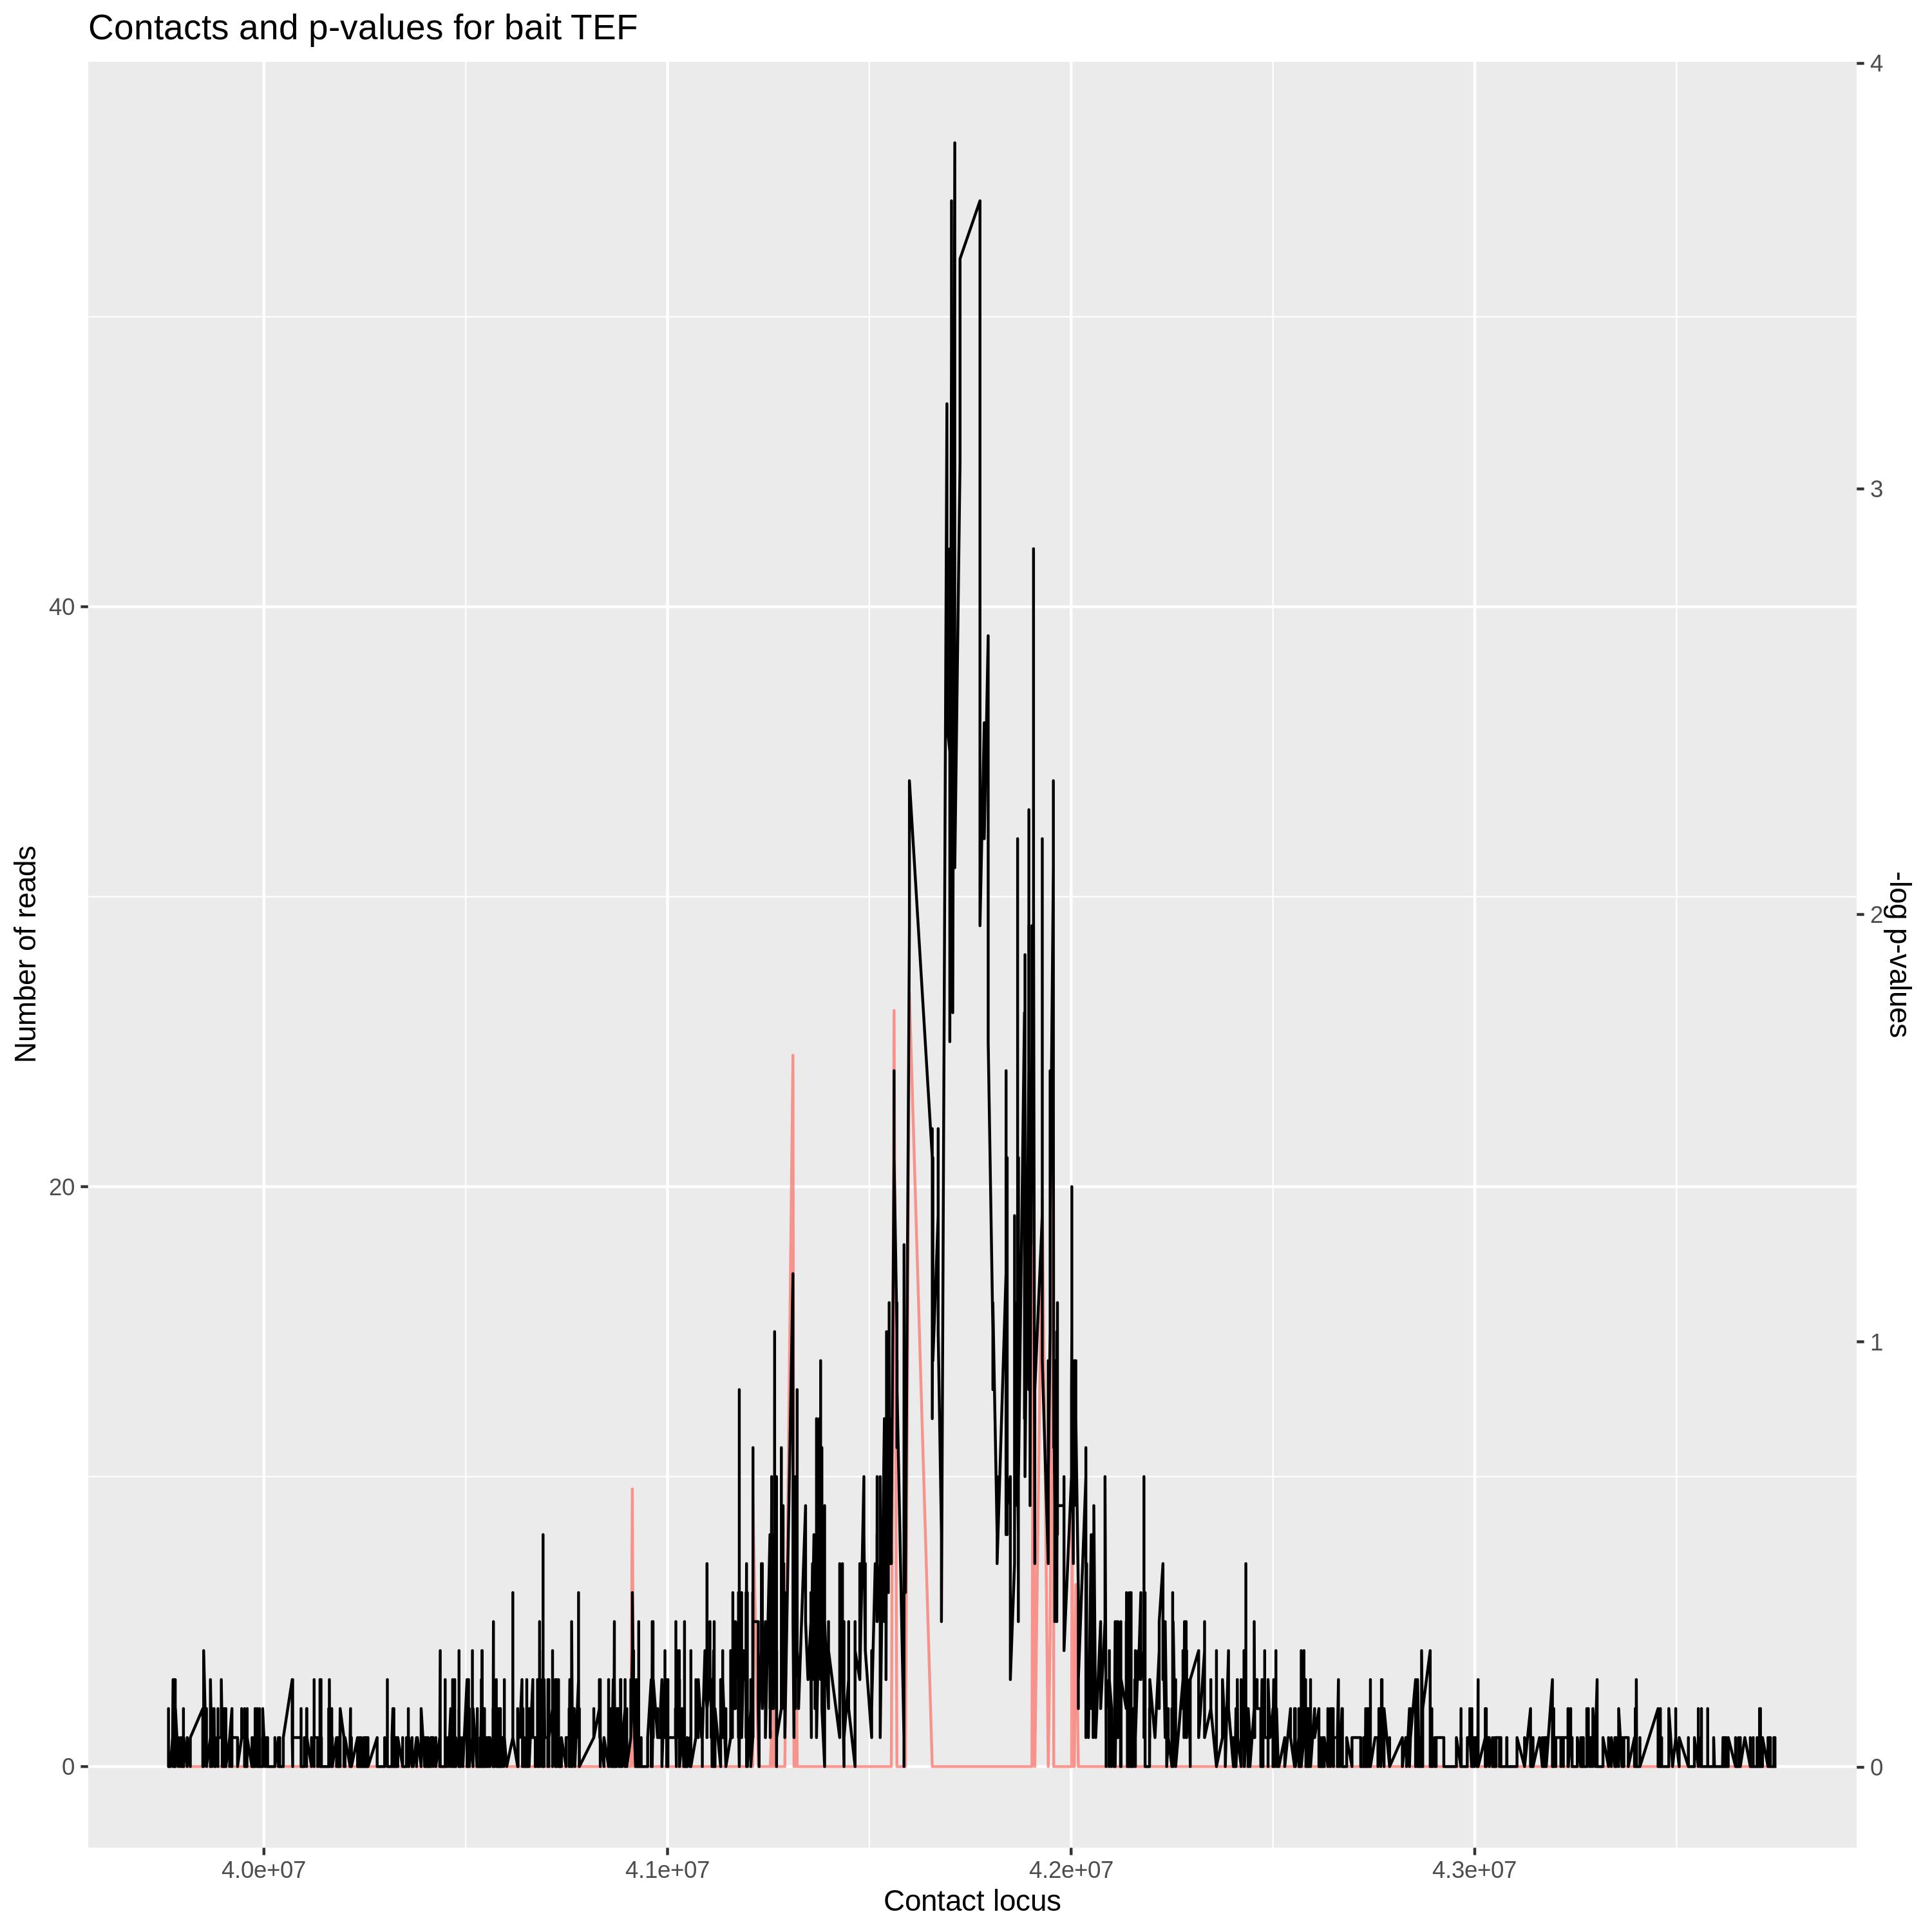 Contacts and p-values for bait TEF
Number of reads
40
20
0
4
3
2
1
0
-log p-values
4.0e+07 4.1e+07 4.2e+07 4.3e+07
Contact locus